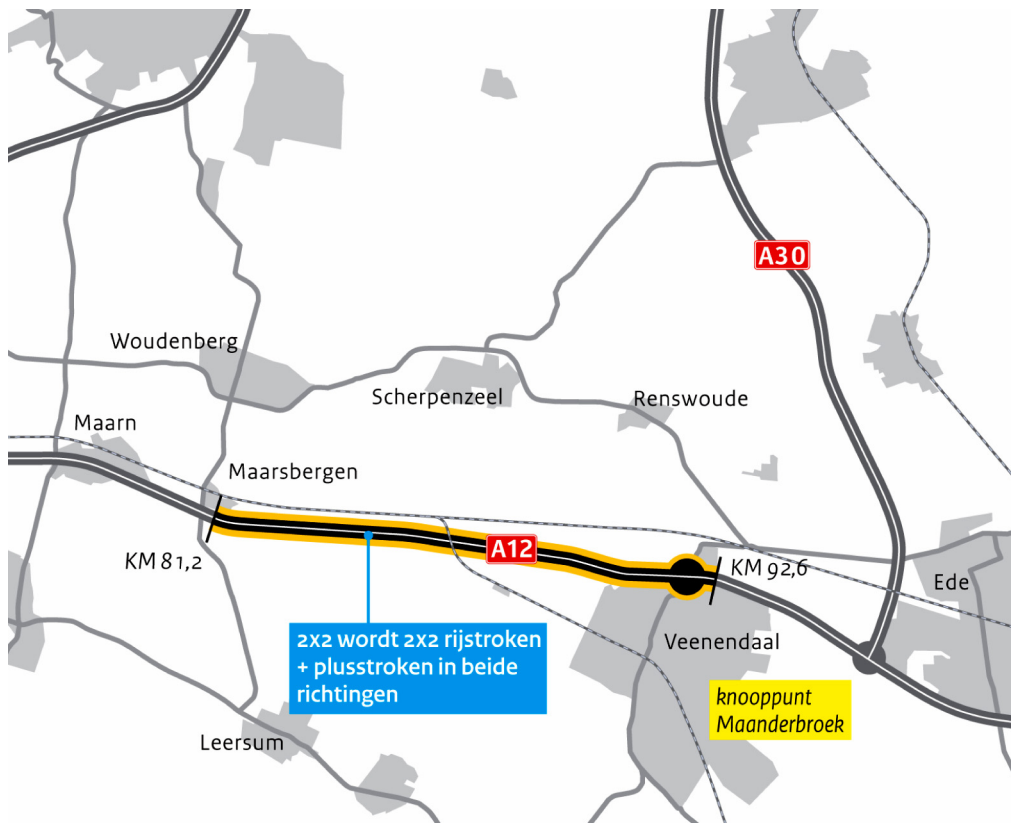 A30
Woudenberg
Scherpenzeel
Renswoude
Maarn
Maarsbergen
A12
KM 81,2
KM 92,6
Ede
2x2 wordt 2x2 rijstroken
+ plusstroken in beide
richtingen
Veenendaal
knooppunt
Maanderbroek
Leersum